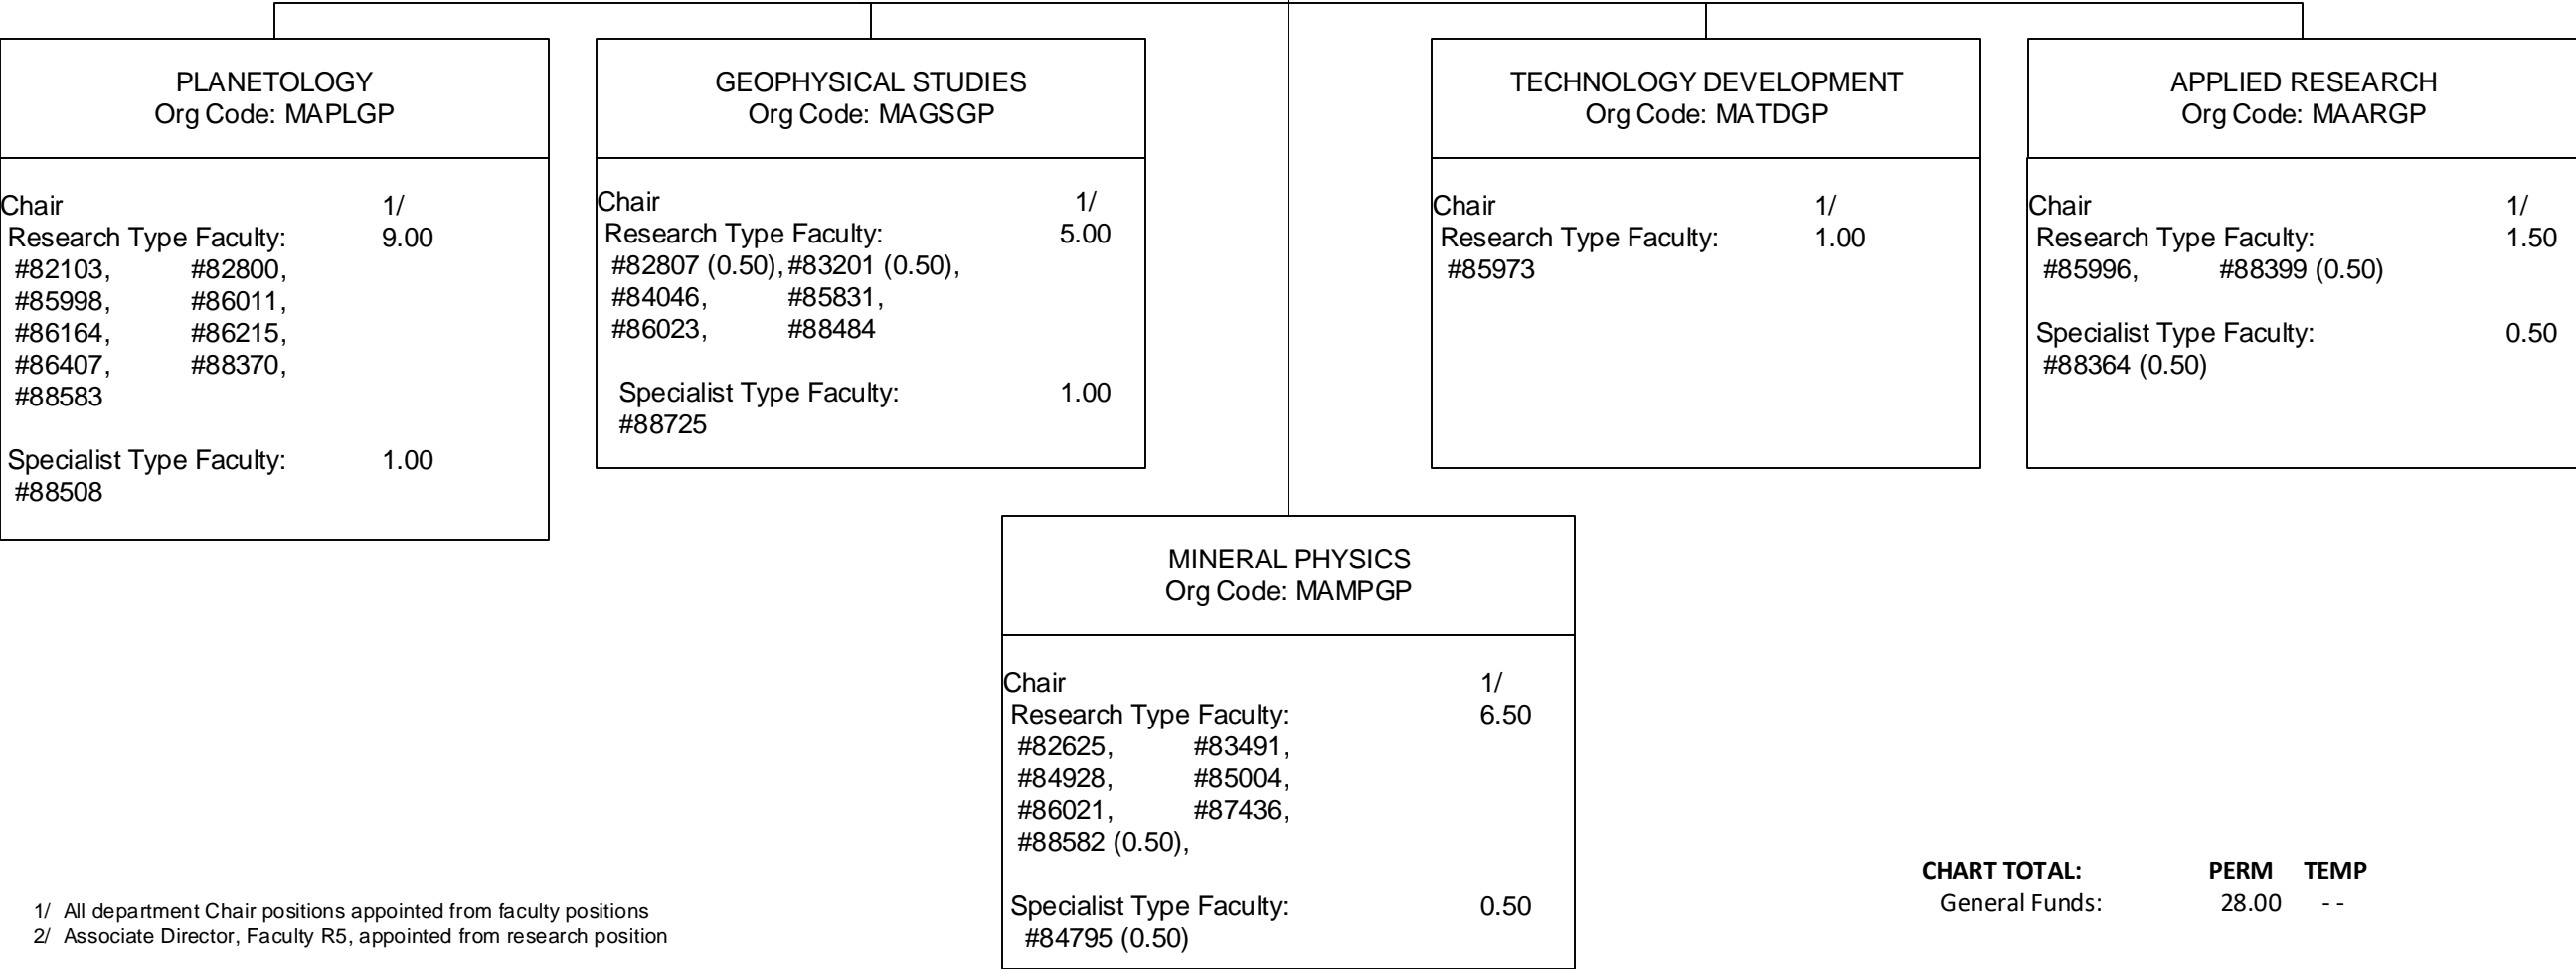 PLANETOLOGY
Org Code: MAPLGP
Chair 1/
Research Type Faculty: 9.00
#82103, #82800,
#85998, #86011,
#86164, #86215,
#86407, #88370,
#88583
Specialist Type Faculty: 1.00
#88508
GEOPHYSICAL STUDIES
Org Code: MAGSGP
Chair 1/
Research Type Faculty: 5.00
#82807 (0.50), #83201 (0.50),
#84046, #85831,
#86023, #88484
Specialist Type Faculty: 1.00
#88725
TECHNOLOGY DEVELOPMENT
Org Code: MATDGP
Chair 1/
Research Type Faculty: 1.00
#85973
APPLIED RESEARCH
Org Code: MAARGP
Chair 1/
Research Type Faculty: 1.50
#85996, #88399 (0.50)
Specialist Type Faculty: 0.50
#88364 (0.50)
MINERAL PHYSICS
Org Code: MAMPGP
Chair 1/
Research Type Faculty: 6.50
#82625, #83491,
#84928, #85004,
#86021, #87436,
#88582 (0.50),
Specialist Type Faculty: 0.50
#84795 (0.50)
1/ All department Chair positions appointed from faculty positions
2/ Associate Director, Faculty R5, appointed from research position
CHART TOTAL: PERM TEMP
General Funds: 28.00 - -